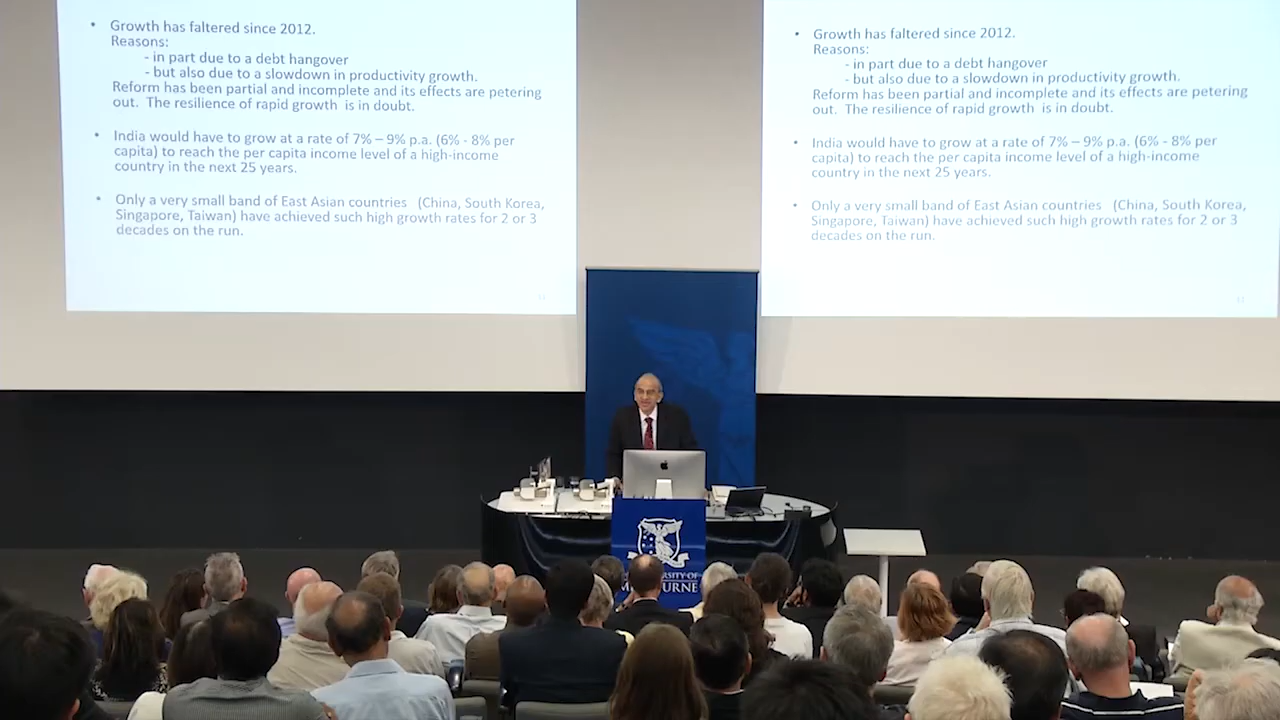 • Growth has faltered since 2012.
Reasons:
- in part due to a debt hangover
- but also due to a slowdown in productivity growth.
Reform has been partial and incomplete and its effects are petering
out. The resilience of rapid growth is in doubt.
• India would have to grow at a rate of 7% – 9% p.a. (6% - 8% per
capita) to reach the per capita income level of a high-income
country in the next 25 years.
• Only a very small band of East Asian countries (China, South Korea,
Singapore, Taiwan) have achieved such high growth rates for 2 or 3
decades on the run.
• Growth has faltered since 2012.
Reasons:
- in part due to a debt hangover
- but also due to a slowdown in productivity growth.
Reform has been partial and incomplete and its effects are petering
out. The resilience of rapid growth is in doubt.
• India would have to grow at a rate of 7% – 9% p.a. (6% - 8% per
capita) to reach the per capita income level of a high-income
country in the next 25 years.
• Only a very small band of East Asian countries (China, South Korea,
Singapore, Taiwan) have achieved such high growth rates for 2 or 3
decades on the run.